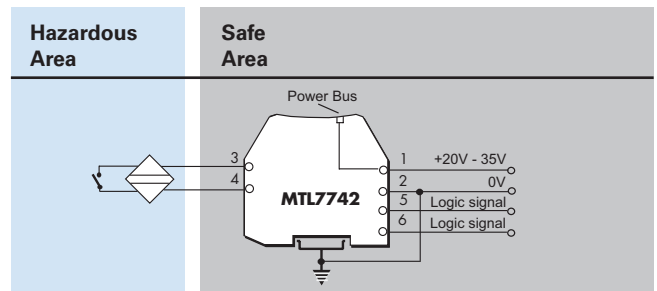 Hazardous
Area
Safe
Area
Power Bus
3
4
MTL7742
1 +20V - 35V
2 0V
5 Logic signal
6 Logic signal